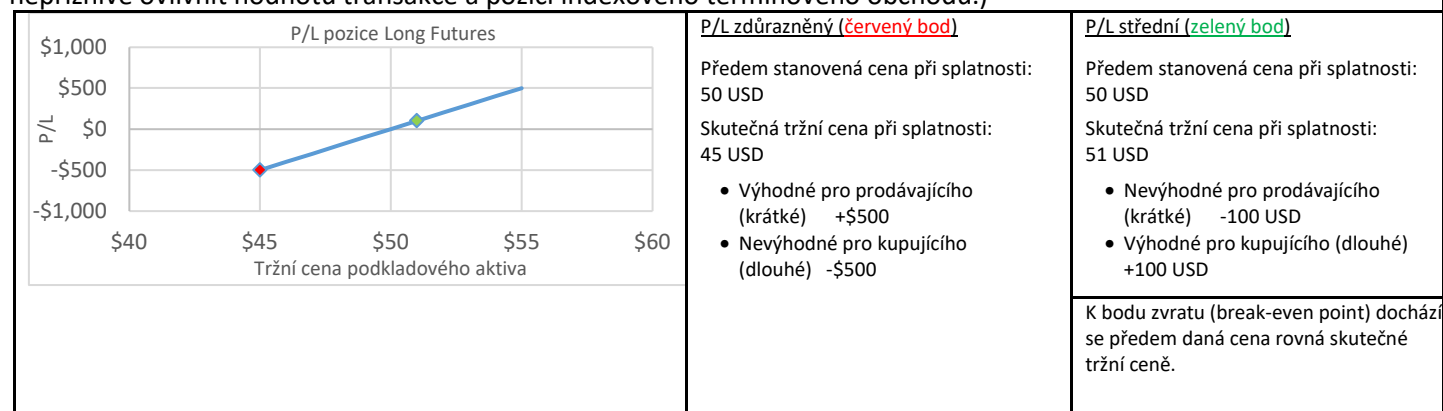 nepříznivě ovlivnit hodnotu transakce a pozici indexového termínového obchodu.)
P/L pozice Long Futures
$1,000
$500
$0
-$500
-$1,000
P/L
$40 $45 $50 $55 $60
Tržní cena podkladového aktiva
P/L zdůrazněný (červený bod)
Předem stanovená cena při splatnosti:
50 USD
Skutečná tržní cena při splatnosti:
45 USD
• Výhodné pro prodávajícího
(krátké) +$500
• Nevýhodné pro kupujícího
(dlouhé) -$500
P/L střední (zelený bod)
Předem stanovená cena při splatnosti:
50 USD
Skutečná tržní cena při splatnosti:
51 USD
• Nevýhodné pro prodávajícího
(krátké) -100 USD
• Výhodné pro kupujícího (dlouhé)
+100 USD
K bodu zvratu (break-even point) dochází
se předem daná cena rovná skutečné
tržní ceně.